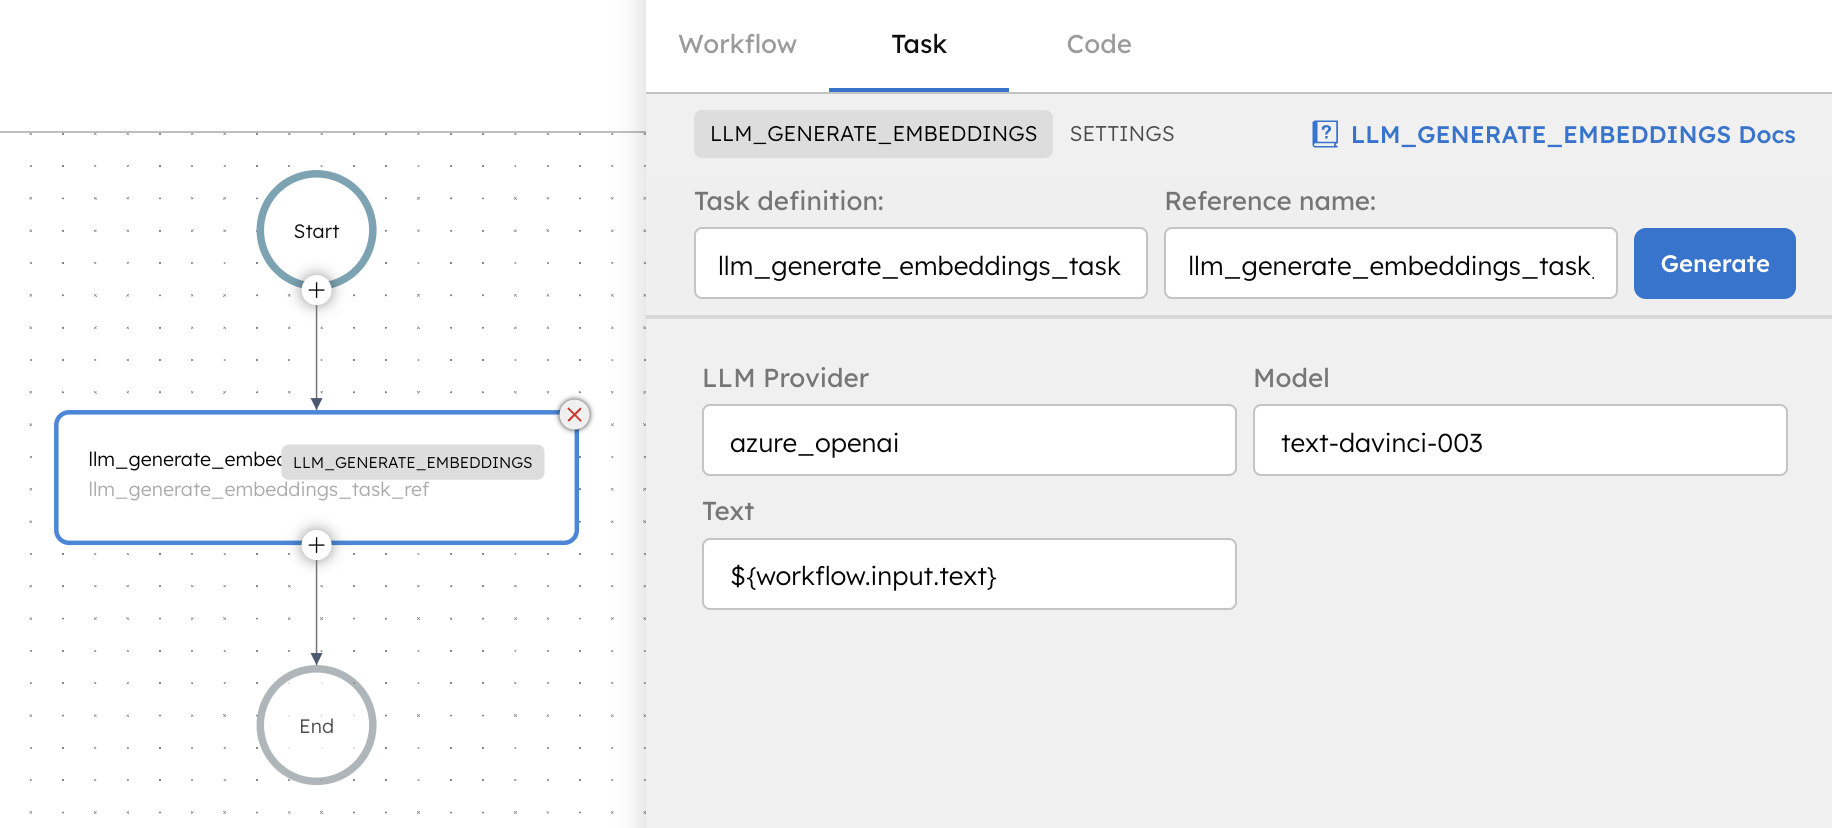 Workflow Task Code
LLM_GENERATE_EMBEDDINGS SETTINGS LLM_GENERATE_EMBEDDINGS Docs
Task definition: Reference name:
llm_generate_embeddings_task llm_generate_embeddings_task_ Generate
LLM Provider Model
azure_openai text-davinci-003
Text
${workflow.input.text}
Start
llm_generate_embec LLM_GENERATE_EMBEDDINGS
llm_generate_embeddings_task_ref
End